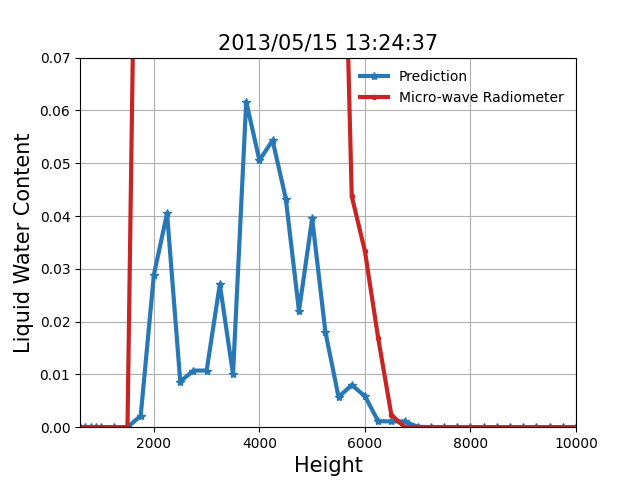 2013/05/15 13:24:37
Prediction
Micro-wave Radiometer
Liquid Water Content
0.07
0.06
0.05
0.04
0.03
0.02
0.01
0.00
2000 4000 6000 8000 10000
Height